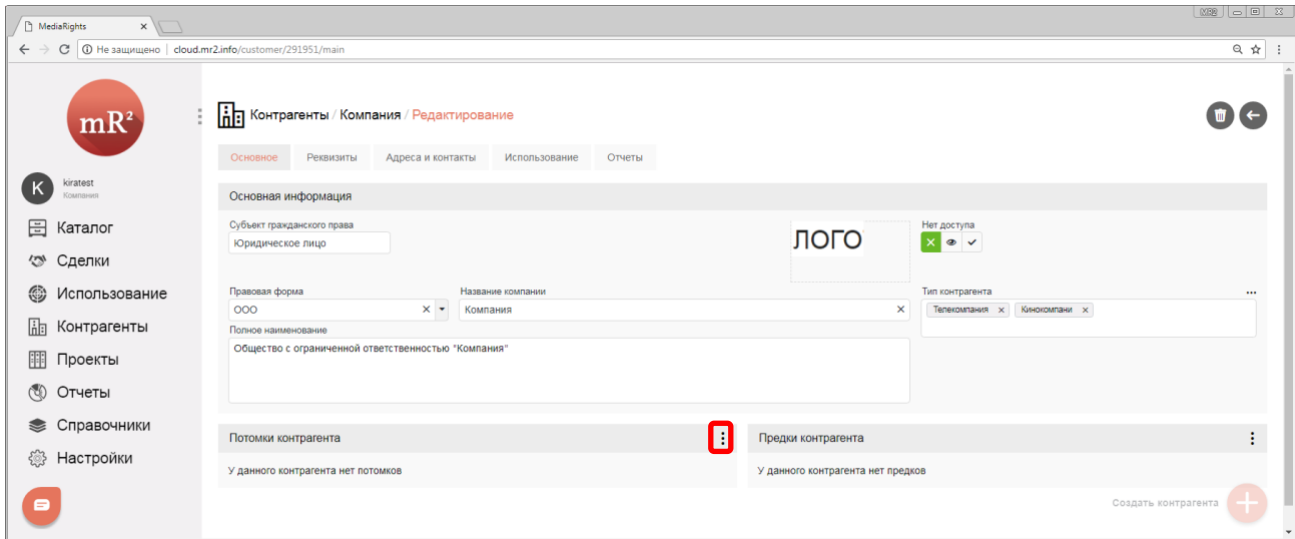 MR2
MediaRights
Не защищено | cloud.mr2.info/customer/291951/main
mR²
Контрагенты / Компания / Редактирование
Основное Реквизиты Адреса и контакты Использование Отчеты
K
kiratest
Компания
Каталог
Сделки
Использование
Контрагенты
Проекты
Отчеты
Справочники
Настройки
Основная информация
Субъект гражданского права
Юридическое лицо
ЛОГО
Нет доступа
Правовая форма
ООО
Название компании
Компания
Тип контрагента
Телекомпания Кинокомпани
Полное наименование
Общество с ограниченной ответственностью "Компания"
Потомки контрагента
У данного контрагента нет потомков
Предки контрагента
У данного контрагента нет предков
Создать контрагента